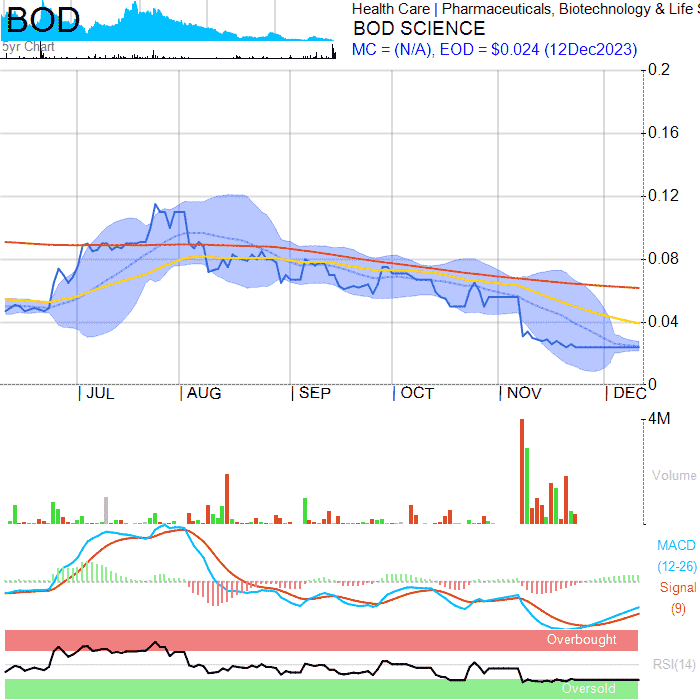 BOD
5yr Chart
Health Care | Pharmaceuticals, Biotechnology & Life S
BOD SCIENCE
MC = (N/A), EOD = $0.024 (12Dec2023)
0.2
0.16
0.12
0.08
0.04
0
| JUL | AUG | SEP | OCT | NOV | DEC
4M
Volume
MACD
(12-26)
Signal
(9)
Overbought
RSI(14)
Oversold